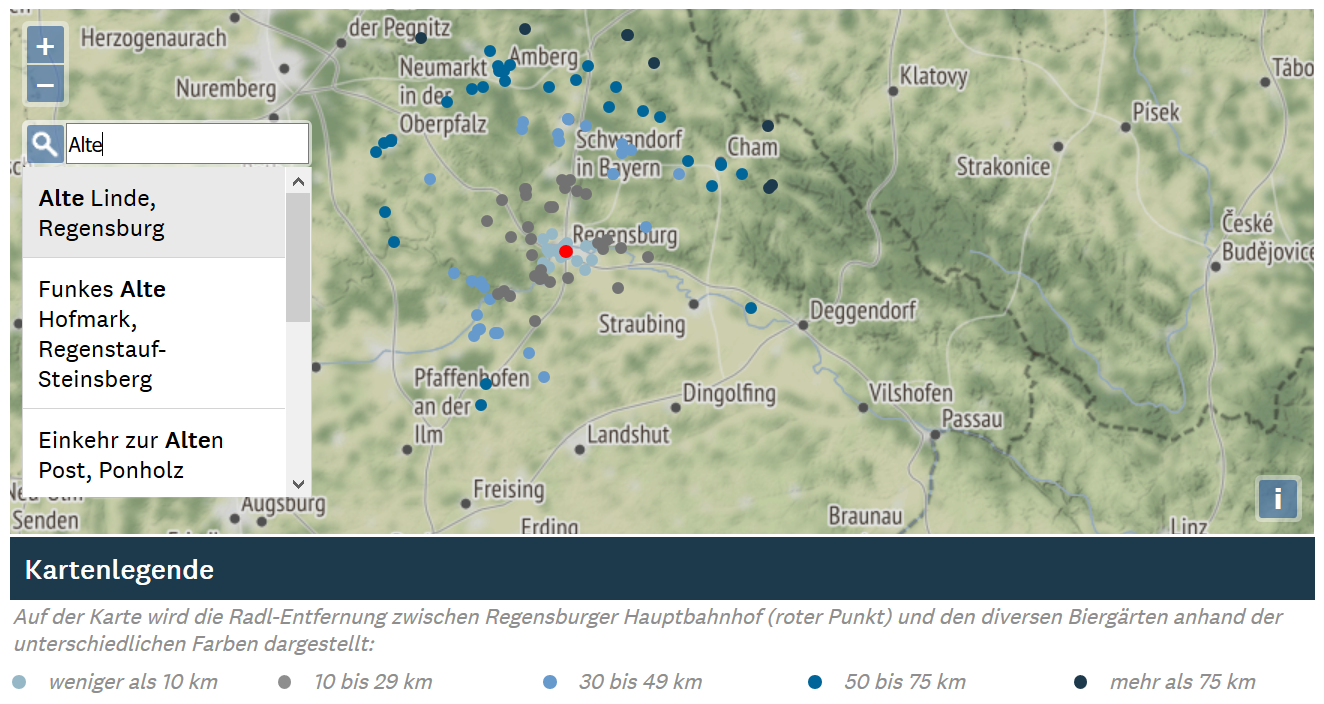 Herzogenaurach
der Pegnitz
Amberg
+
−
Nuremberg
Neumarkt
in der
Oberpfalz
Klatovy
Tábo
Pisek
Alte
Schwandorf
in Bayern
Cham
Strakonice
Alte Linde,
Regensburg
Regensburg
České
Budějovice
Funkes Alte
Hofmark,
Regenstauf-
Steinsberg
Straubing
Deggendorf
Pfaffenhofen
an der
Ilm
Dingolfing
Vilshofen
Passau
Landshut
Einkehr zur Alten
Post, Ponholz
Freising
Augsburg
i
Senden
Erding
Braunau
Linz
Kartenlegende
Auf der Karte wird die Radl-Entfernung zwischen Regensburger Hauptbahnhof (roter Punkt) und den diversen Biergärten anhand der
unterschiedlichen Farben dargestellt:
weniger als 10 km
10 bis 29 km
30 bis 49 km
50 bis 75 km
mehr als 75 km